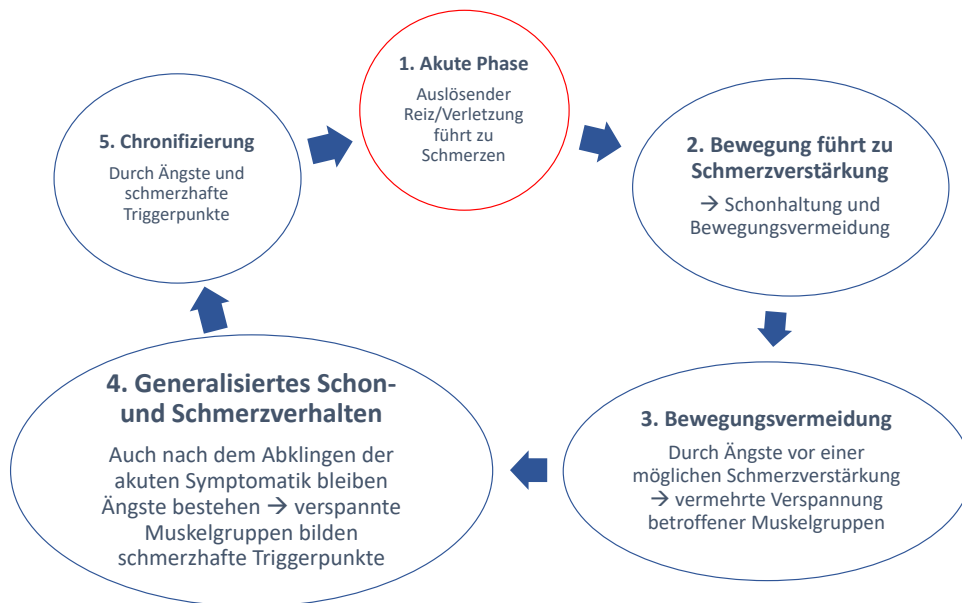 1. Akute Phase
Auslösender
Reiz/Verletzung
führt zu
Schmerzen
2. Bewegung führt zu
Schmerzverstärkung
→ Schonhaltung und
Bewegungsvermeidung
3. Bewegungsvermeidung
Durch Ängste vor einer
möglichen Schmerzverstärkung
→ vermehrte Verspannung
betroffener Muskelgruppen
4. Generalisiertes Schon-
und Schmerzverhalten
Auch nach dem Abklingen der
akuten Symptomatik bleiben
Ängste bestehen → verspannte
Muskelgruppen bilden
schmerzhafte Triggerpunkte
5. Chronifizierung
Durch Ängste und
schmerzhafte
Triggerpunkte